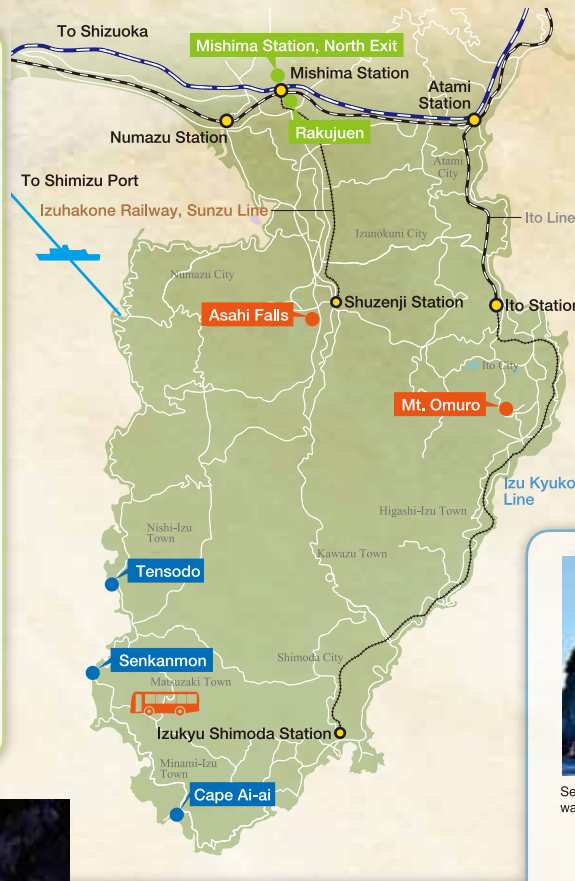 To Shizuoka
Mishima Station, North Exit
Mishima Station
Atami
Station
Numazu Station
Rakujuen
Atami
City
To Shimizu Port
Izuhakone Railway, Sunzu Line
Ito Line
Izunokuni City
Numazu City
Asahi Falls
Shuzenji Station
Ito Station
Ito City
Mt. Omuro
Izu Kyuko
Line
Higashi-Izu Town
Nishi-Izu
Town
Kawazu Town
Tensodo
Senkanmon
Shimoda City
Matsuzaki Town
Izukyu Shimoda Station
Minami-Izu
Town
Cape Ai-ai
Se
wa